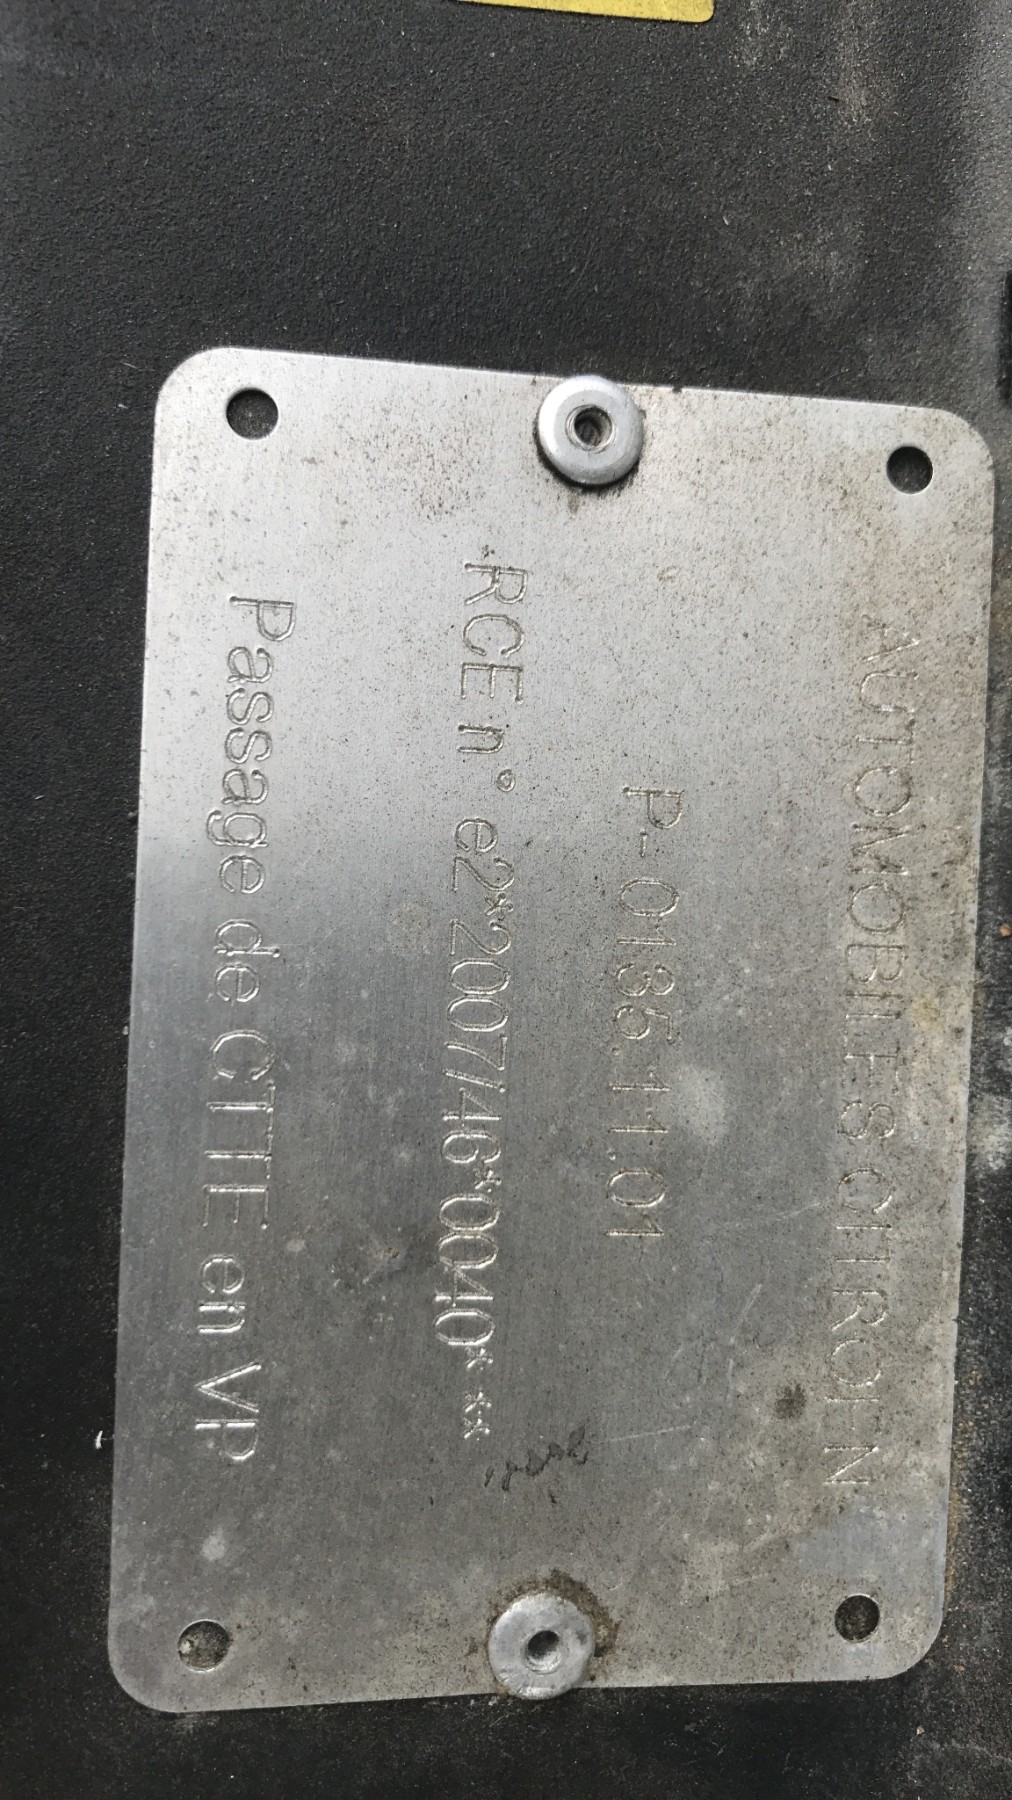 AUTOMOBILES CITROEN
P-0135.11.01
RCE n° e2*2007/46*0040***
Passage de CTTE en VP